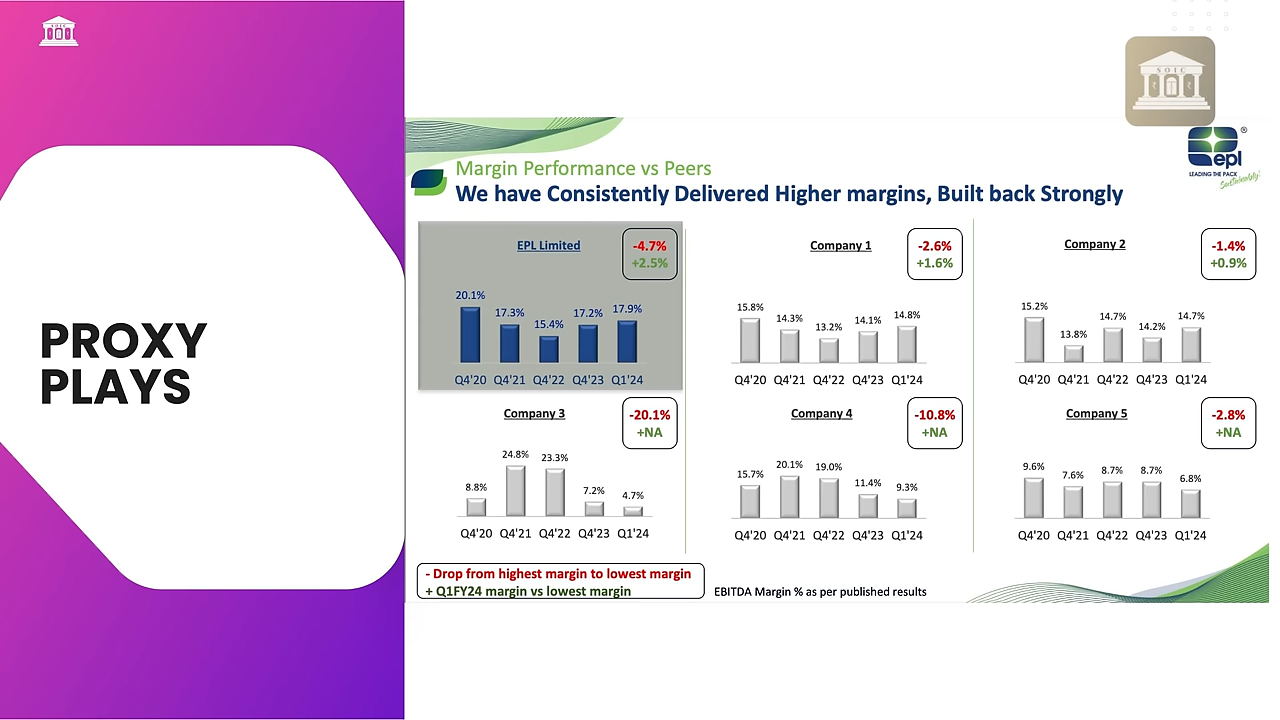 SOIC
SOIC
PROXY
PLAYS
epl
®
LEADING THE PACK
Sustainably!
Margin Performance vs Peers
We have Consistently Delivered Higher margins, Built back Strongly
EPL Limited
-4.7%
+2.5%
20.1% 17.3% 15.4% 17.2% 17.9%
Q4'20 Q4'21 Q4'22 Q4'23 Q1'24
Company 1
-2.6%
+1.6%
15.8% 14.3% 13.2% 14.1% 14.8%
Q4'20 Q4'21 Q4'22 Q4'23 Q1'24
Company 2
-1.4%
+0.9%
15.2% 13.8% 14.7% 14.2% 14.7%
Q4'20 Q4'21 Q4'22 Q4'23 Q1'24
Company 3
-20.1%
+NA
8.8% 24.8% 23.3% 7.2% 4.7%
Q4'20 Q4'21 Q4'22 Q4'23 Q1'24
Company 4
-10.8%
+NA
15.7% 20.1% 19.0% 11.4% 9.3%
Q4'20 Q4'21 Q4'22 Q4'23 Q1'24
Company 5
-2.8%
+NA
9.6% 7.6% 8.7% 8.7% 6.8%
Q4'20 Q4'21 Q4'22 Q4'23 Q1'24
- Drop from highest margin to lowest margin
+ Q1FY24 margin vs lowest margin
EBITDA Margin % as per published results